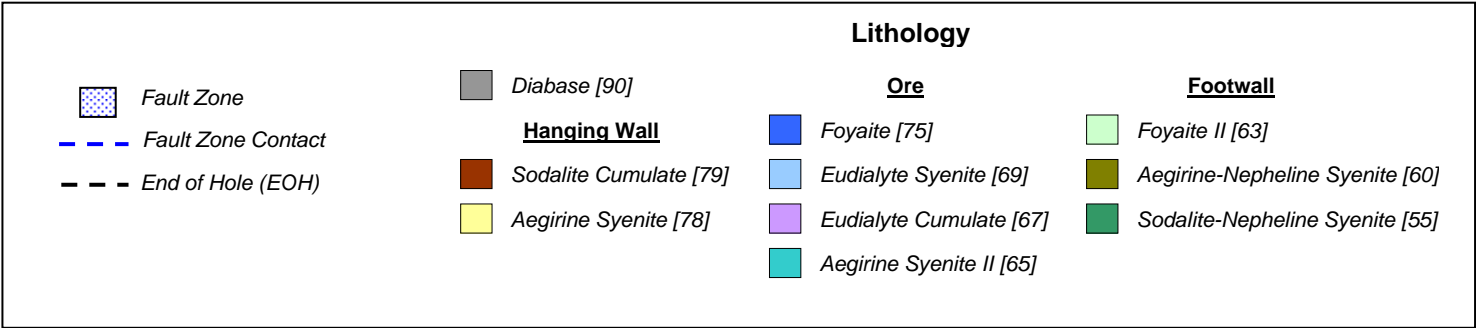 Lithology
Fault Zone
Fault Zone Contact
End of Hole (EOH)
Diabase [90]
Hanging Wall
Sodalite Cumulate [79]
Aegirine Syenite [78]
Ore
Foyaite [75]
Eudialyte Syenite [69]
Eudialyte Cumulate [67]
Aegirine Syenite II [65]
Footwall
Foyaite II [63]
Aegirine-Nepheline Syenite [60]
Sodalite-Nepheline Syenite [55]